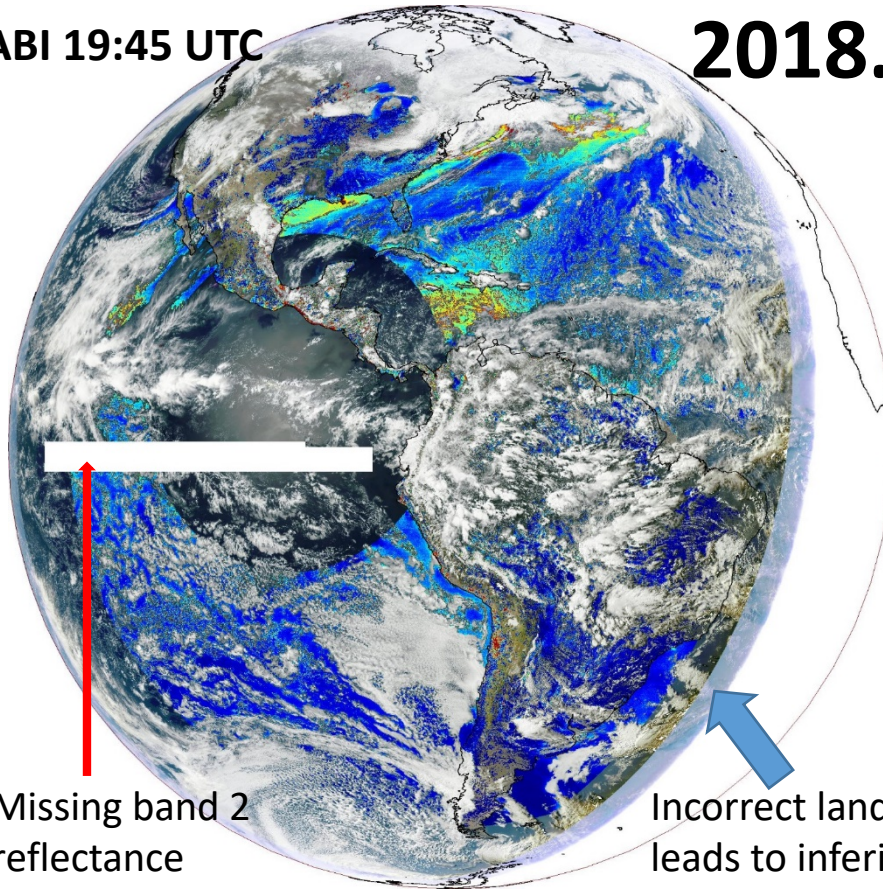 ABI 19:45 UTC
2018.
Missing band 2
reflectance
Incorrect land
leads to inferi